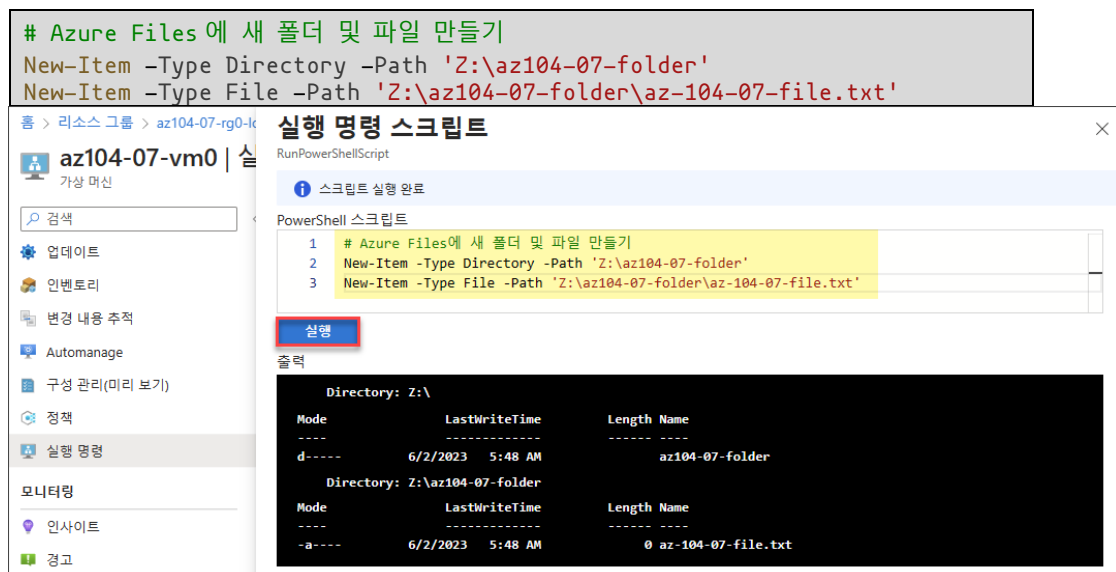 # Azure Files에 새 폴더 및 파일 만들기
New-Item –Type Directory –Path 'Z:\az104-07-folder'
New-Item –Type File –Path 'Z:\az104-07-folder\az-104-07-file.txt'
홈 > 리소스 그룹 > az104-07-rg0-lo
az104-07-vm0 | 실
가상 머신
검색
업데이트
인벤토리
변경 내용 추적
Automanage
구성 관리(미리 보기)
정책
실행 명령
모니터링
인사이트
경고
실행 명령 스크립트
RunPowerShellScript
스크립트 실행 완료
PowerShell 스크립트
1 # Azure Files에 새 폴더 및 파일 만들기
2 New-Item -Type Directory -Path 'Z:\az104-07-folder'
3 New-Item -Type File -Path 'Z:\az104-07-folder\az-104-07-file.txt'
실행
출력
Directory: Z:\
Mode LastWriteTime Length Name
---- ------------- ------ ----
d----- 6/2/2023 5:48 AM az104-07-folder
Directory: Z:\az104-07-folder
Mode LastWriteTime Length Name
---- ------------- ------ ----
-a---- 6/2/2023 5:48 AM 0 az-104-07-file.txt